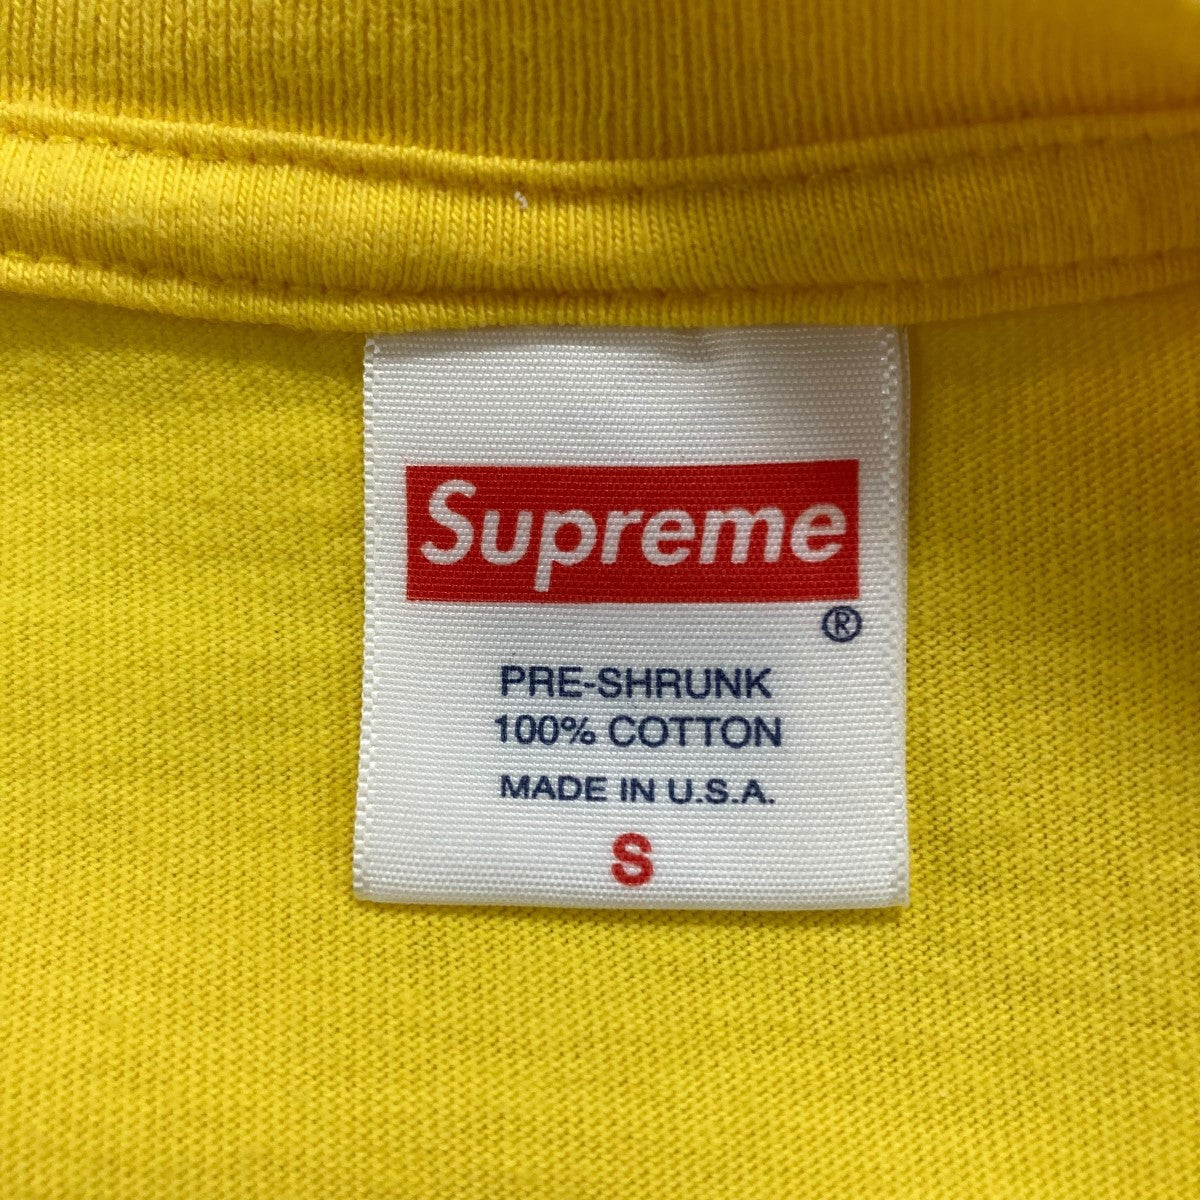 Supreme
®
PRE-SHRUNK
100% COTTON
MADE IN U.S.A.
S